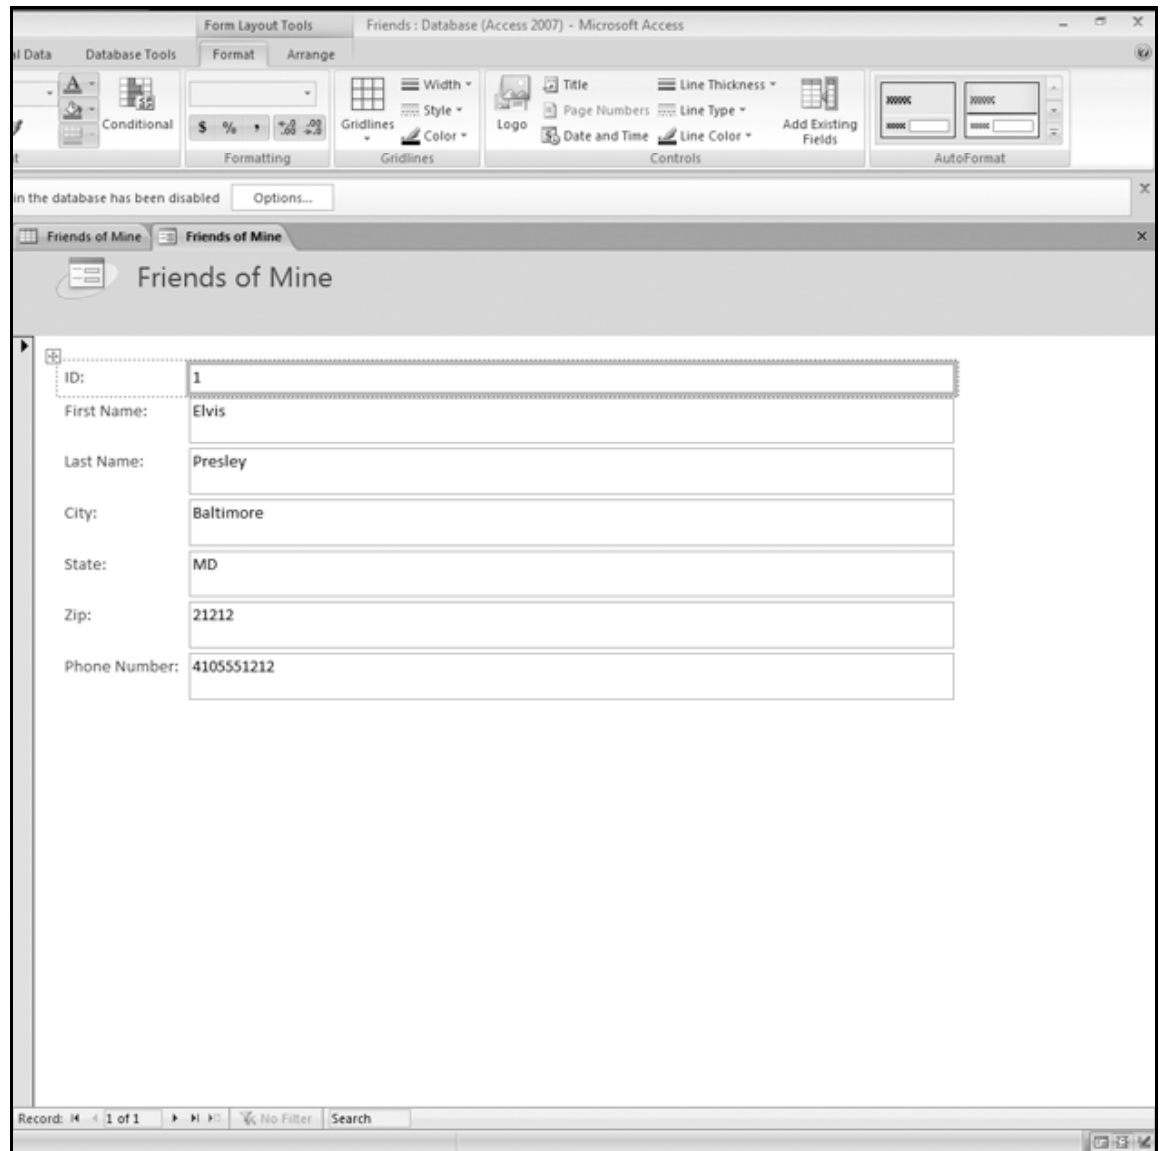 Form Layout Tools Friends : Database (Access 2007) - Microsoft Access
al Data Database Tools Format Arrange
Width Title Line Thickness
Style Page Numbers Line Type
Conditional $ % , Gridlines Color Logo Date and Time Line Color Add Existing Fields
t Formatting Gridlines Controls AutoFormat
in the database has been disabled Options...
Friends of Mine Friends of Mine
Friends of Mine
ID: 1
First Name: Elvis
Last Name: Presley
City: Baltimore
State: MD
Zip: 21212
Phone Number: 4105551212
Record: 1 of 1 No Filter Search